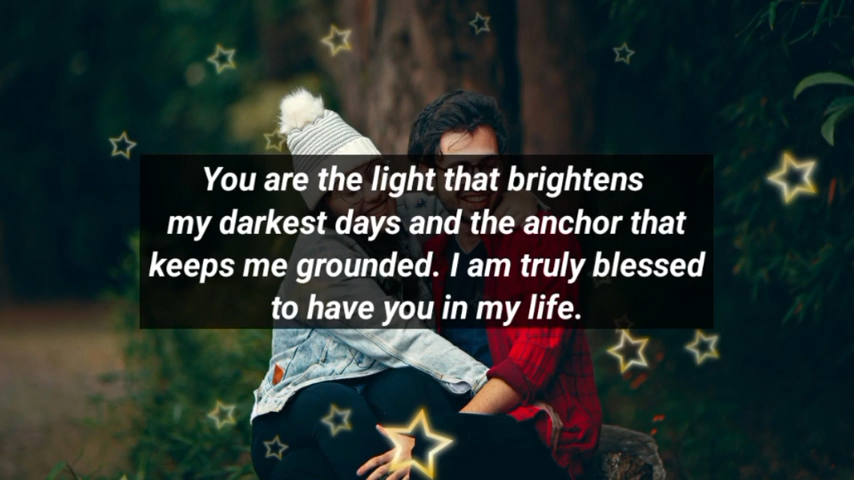 You are the light that brightens
my darkest days and the anchor that
keeps me grounded. I am truly blessed
to have you in my life.